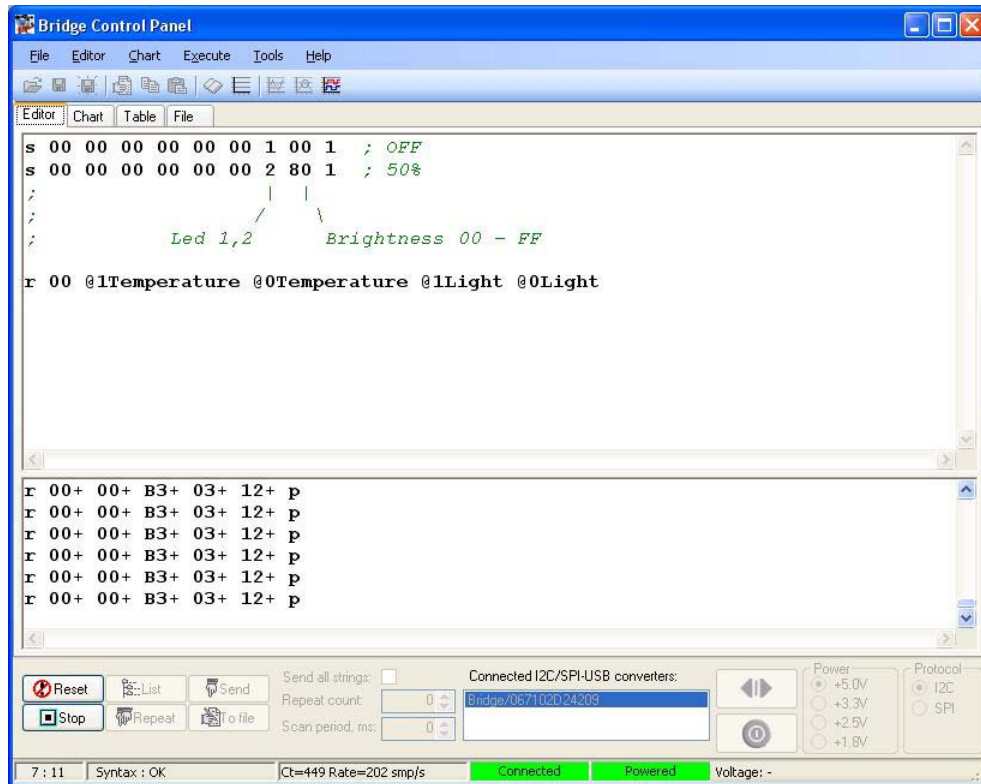 Bridge Control Panel
File Editor Chart Execute Tools Help
Editor Chart Table File
s 00 00 00 00 00 00 1 00 1 ; OFF
s 00 00 00 00 00 00 2 80 1 ; 50%
; | |
; / \
; Led 1,2 Brightness 00 - FF
r 00 @1Temperature @0Temperature @1Light @0Light
r 00+ 00+ B3+ 03+ 12+ p
r 00+ 00+ B3+ 03+ 12+ p
r 00+ 00+ B3+ 03+ 12+ p
r 00+ 00+ B3+ 03+ 12+ p
r 00+ 00+ B3+ 03+ 12+ p
r 00+ 00+ B3+ 03+ 12+ p
Reset List Send
Stop Repeat To file
Send all strings:
Repeat count: 0
Scan period, ms: 0
Connected I2C/SPI-USB converters:
Bridge/067102D24209
Power
+5.0V
+3.3V
+2.5V
+1.8V
Protocol
I2C
SPI
7 : 11 Syntax : OK Ct=449 Rate=202 smp/s Connected Powered Voltage: -